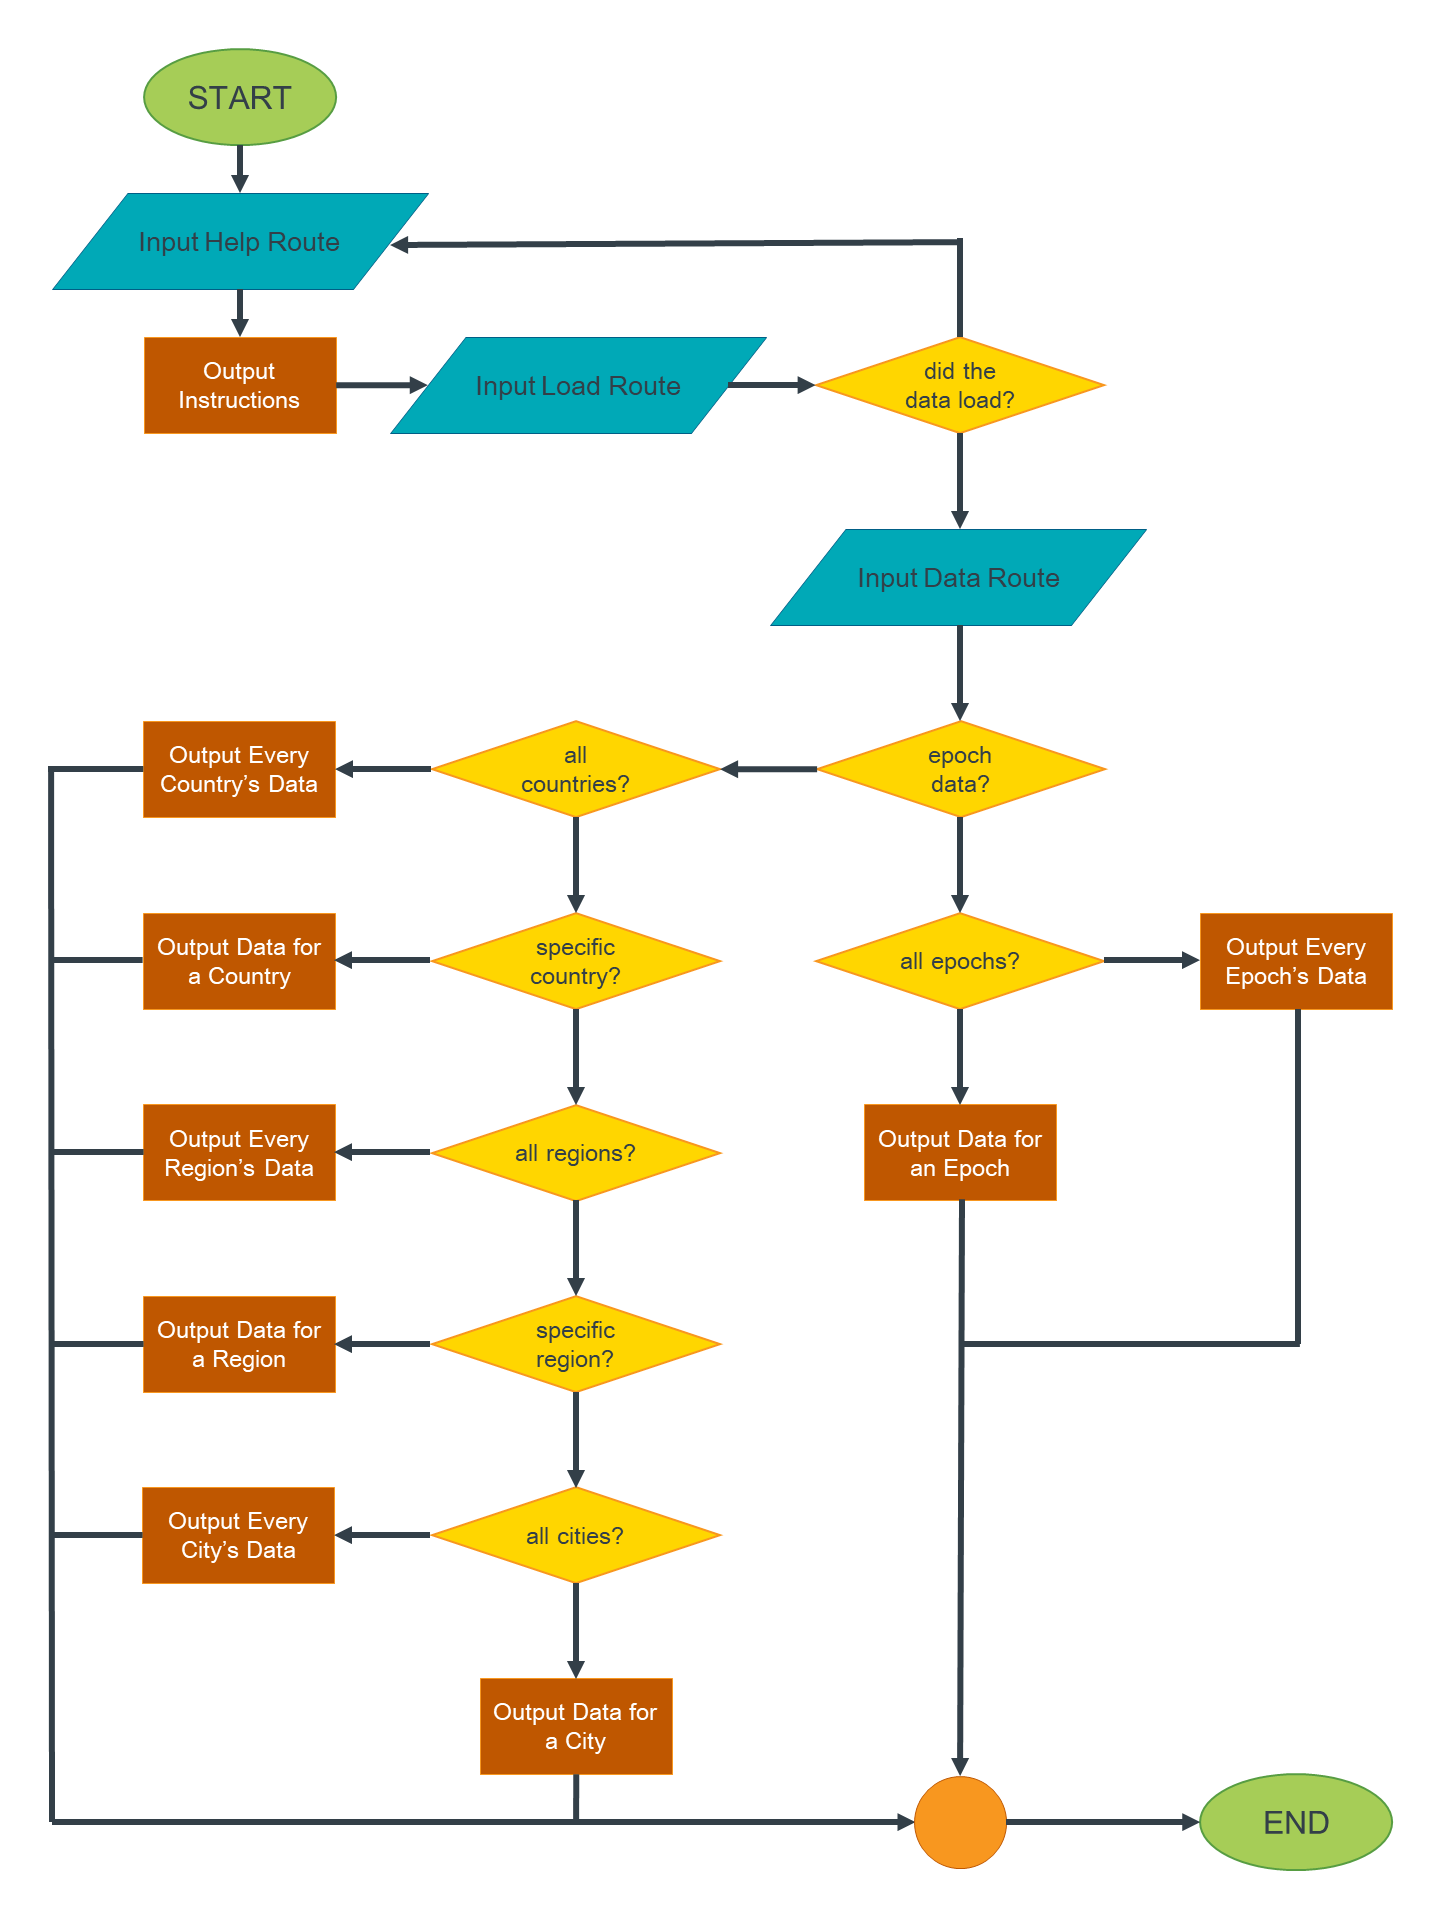 START
Input Help Route
Output
Instructions
Input Load Route
did the
data load?
Input Data Route
Output Every
Country’s Data
all
countries?
epoch
data?
Output Data for
a Country
specific
country?
all epochs?
Output Every
Epoch’s Data
Output Every
Region’s Data
all regions?
Output Data for
an Epoch
Output Data for
a Region
specific
region?
Output Every
City’s Data
all cities?
Output Data for
a City
END